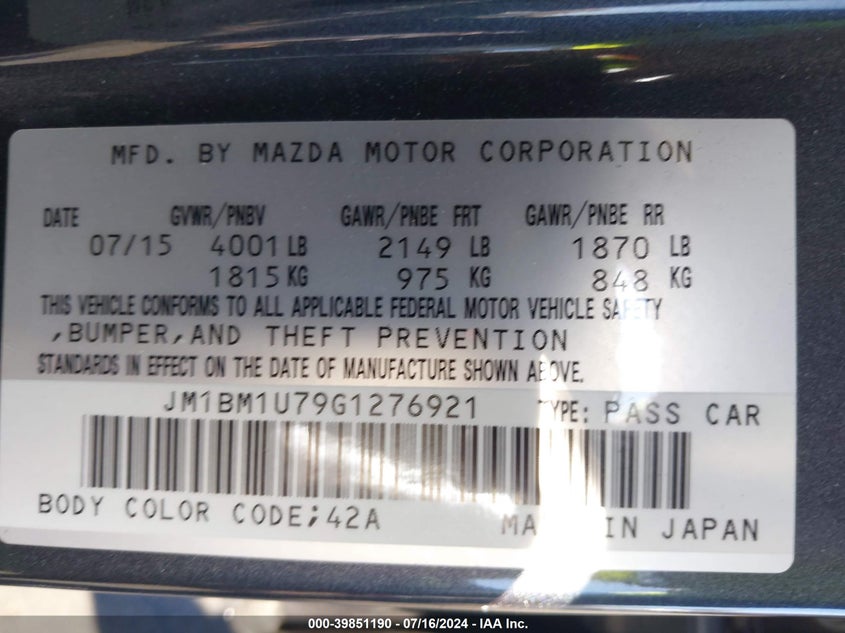 MFD. BY MAZDA MOTOR CORPORATION
DATE GVWR/PNBV GAWR/PNBE FRT GAWR/PNBE RR
07/15 4001 LB 2149 LB 1870 LB
1815 KG 975 KG 848 KG
THIS VEHICLE CONFORMS TO ALL APPLICABLE FEDERAL MOTOR VEHICLE SAFETY
,BUMPER,AND THEFT PREVENTION
STANDARDS IN EFFECT ON THE DATE OF MANUFACTURE SHOWN ABOVE.
JM1BM1U79G1276921 TYPE: PASS CAR
BODY COLOR CODE;42A MADE IN JAPAN
000-39851190 - 07/16/2024 - IAA Inc.